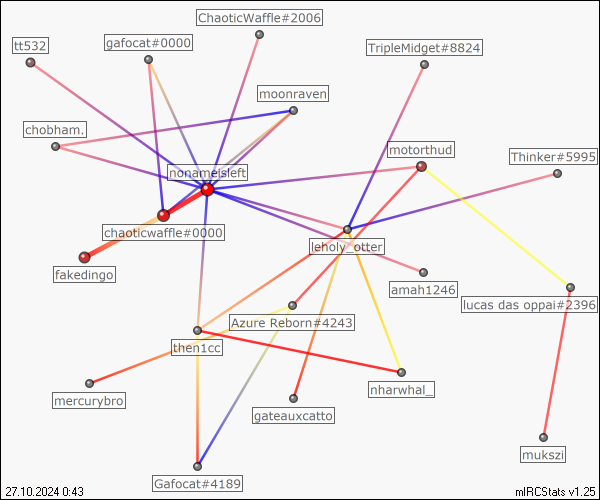 ChaoticWaffle#2006
tt532
gafocat#0000
TripleMidget#8824
moonraven
chobham.
motorthud
Thinker#5995
nonameisleft
chaoticwaffle#0000
leholy_otter
fakedingo
amah1246
lucas das oppai#2396
Azure Reborn#4243
then1cc
mercurybro
nharwhal_
gateauxcatto
mukszi
Gafocat#4189
27.10.2024 0:43
mIRCStats v1.25